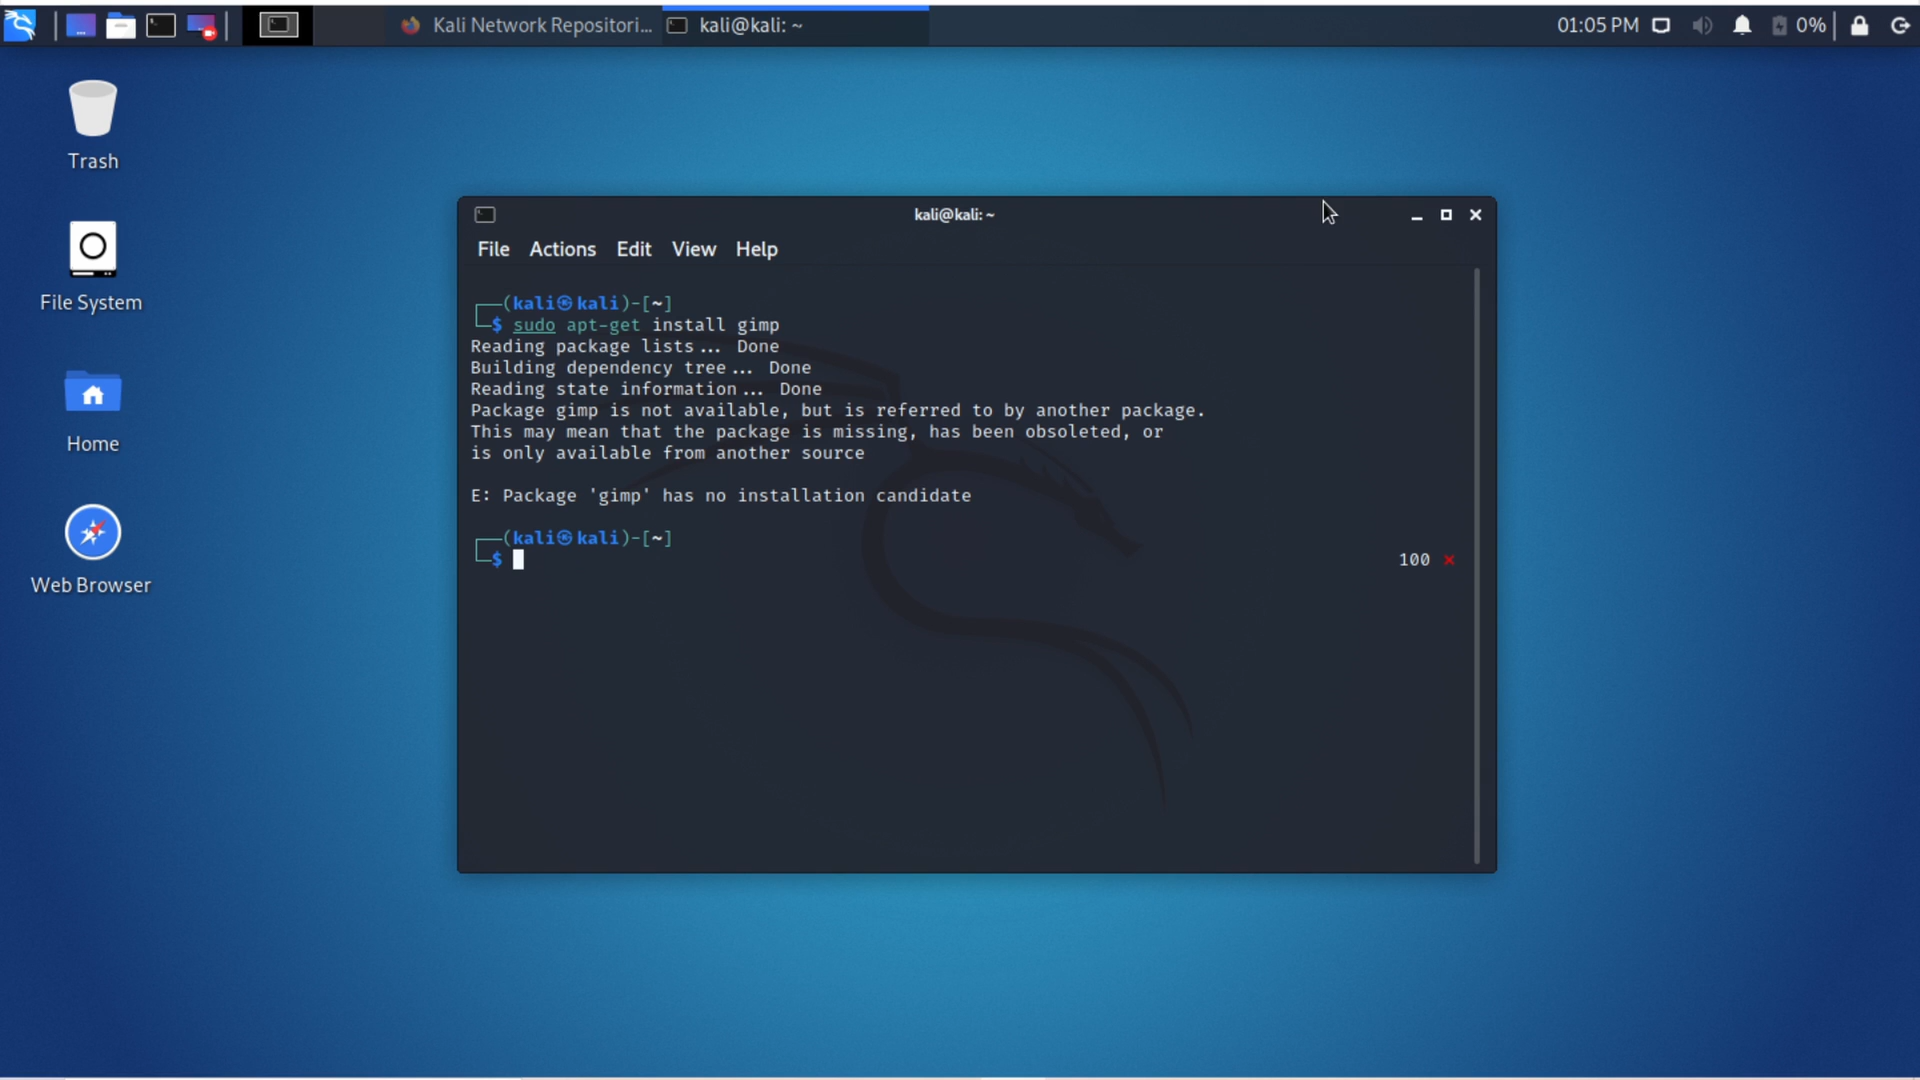 Kali Network Repositori...
kali@kali: ~
01:05 PM
0%
Trash
File System
Home
Web Browser
kali@kali: ~
File Actions Edit View Help
┌──(kali㉿kali)-[~]
└─$ sudo apt-get install gimp
Reading package lists... Done
Building dependency tree... Done
Reading state information... Done
Package gimp is not available, but is referred to by another package.
This may mean that the package is missing, has been obsoleted, or
is only available from another source
E: Package 'gimp' has no installation candidate
┌──(kali㉿kali)-[~]
└─$ 100 ⨯